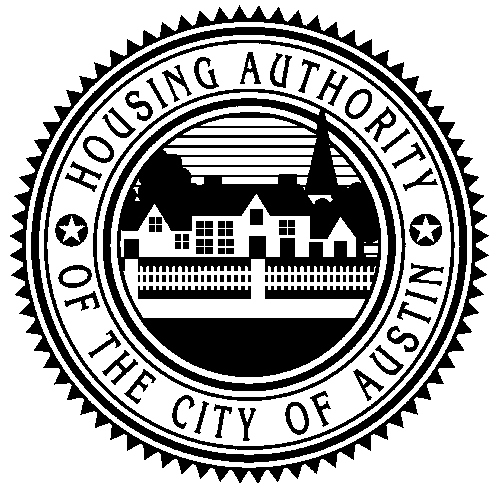 HOUSING AUTHORITY
OF THE CITY OF AUSTIN